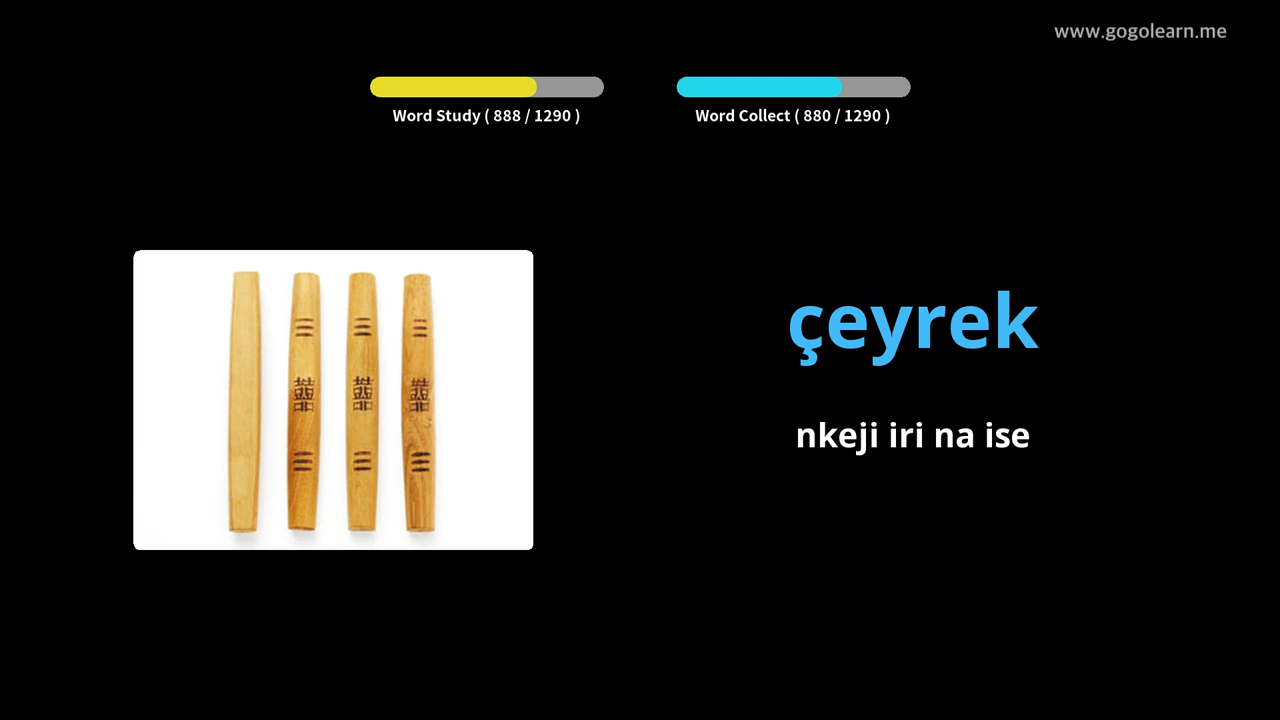 www.gogolearn.me
Word Study ( 888 / 1290 )
Word Collect ( 880 / 1290 )
çeyrek
nkeji iri na ise